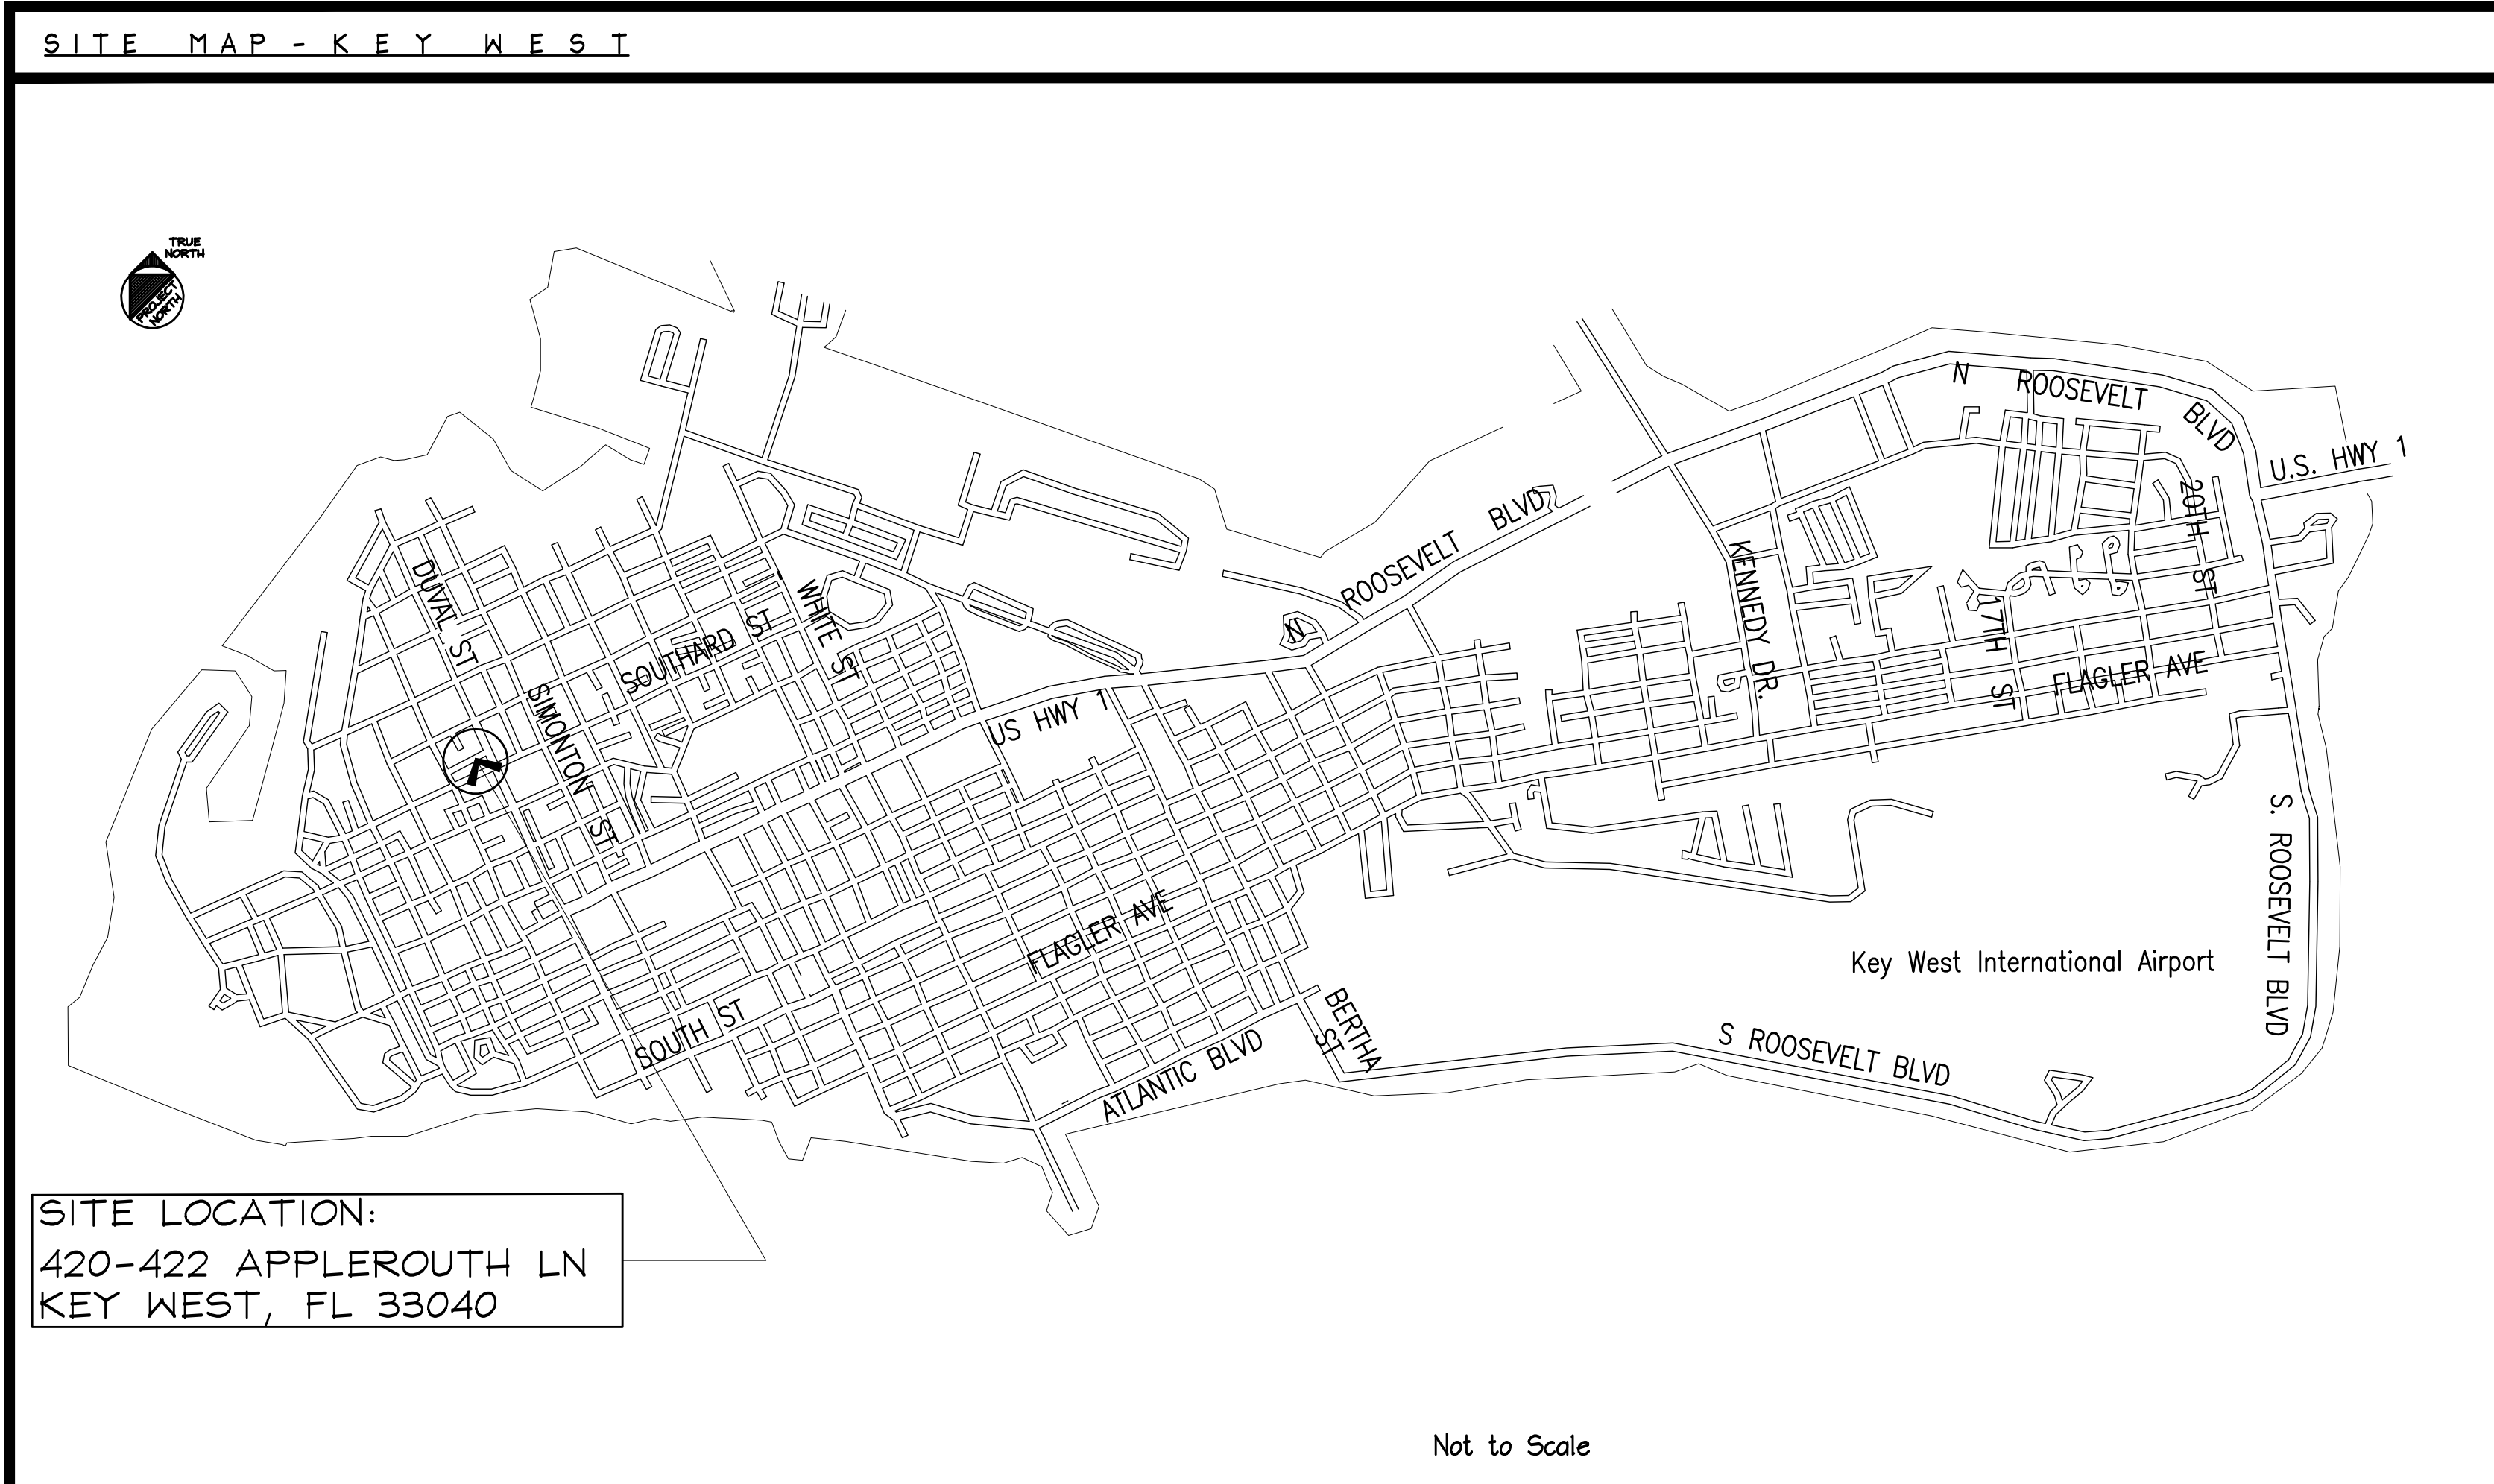 SITE MAP-KEY WEST
TRUE
NORTH
PROJECT
NORTH
N ROOSEVELT BLVD
U.S. HWY 1
N ROOSEVELT BLVD
20TH ST
KENNEDY DR.
17TH ST
FLAGLER AVE
DUVAL ST
WHITE ST
SOUTHARD ST
SIMONTON ST
US HWY 1
S. ROOSEVELT BLVD
FLAGLER AVE
Key West International Airport
SOUTH ST
BERTHA ST
ATLANTIC BLVD
S ROOSEVELT BLVD
SITE LOCATION:
420-422 APPLEROUTH LN
KEY WEST, FL 33040
Not to Scale